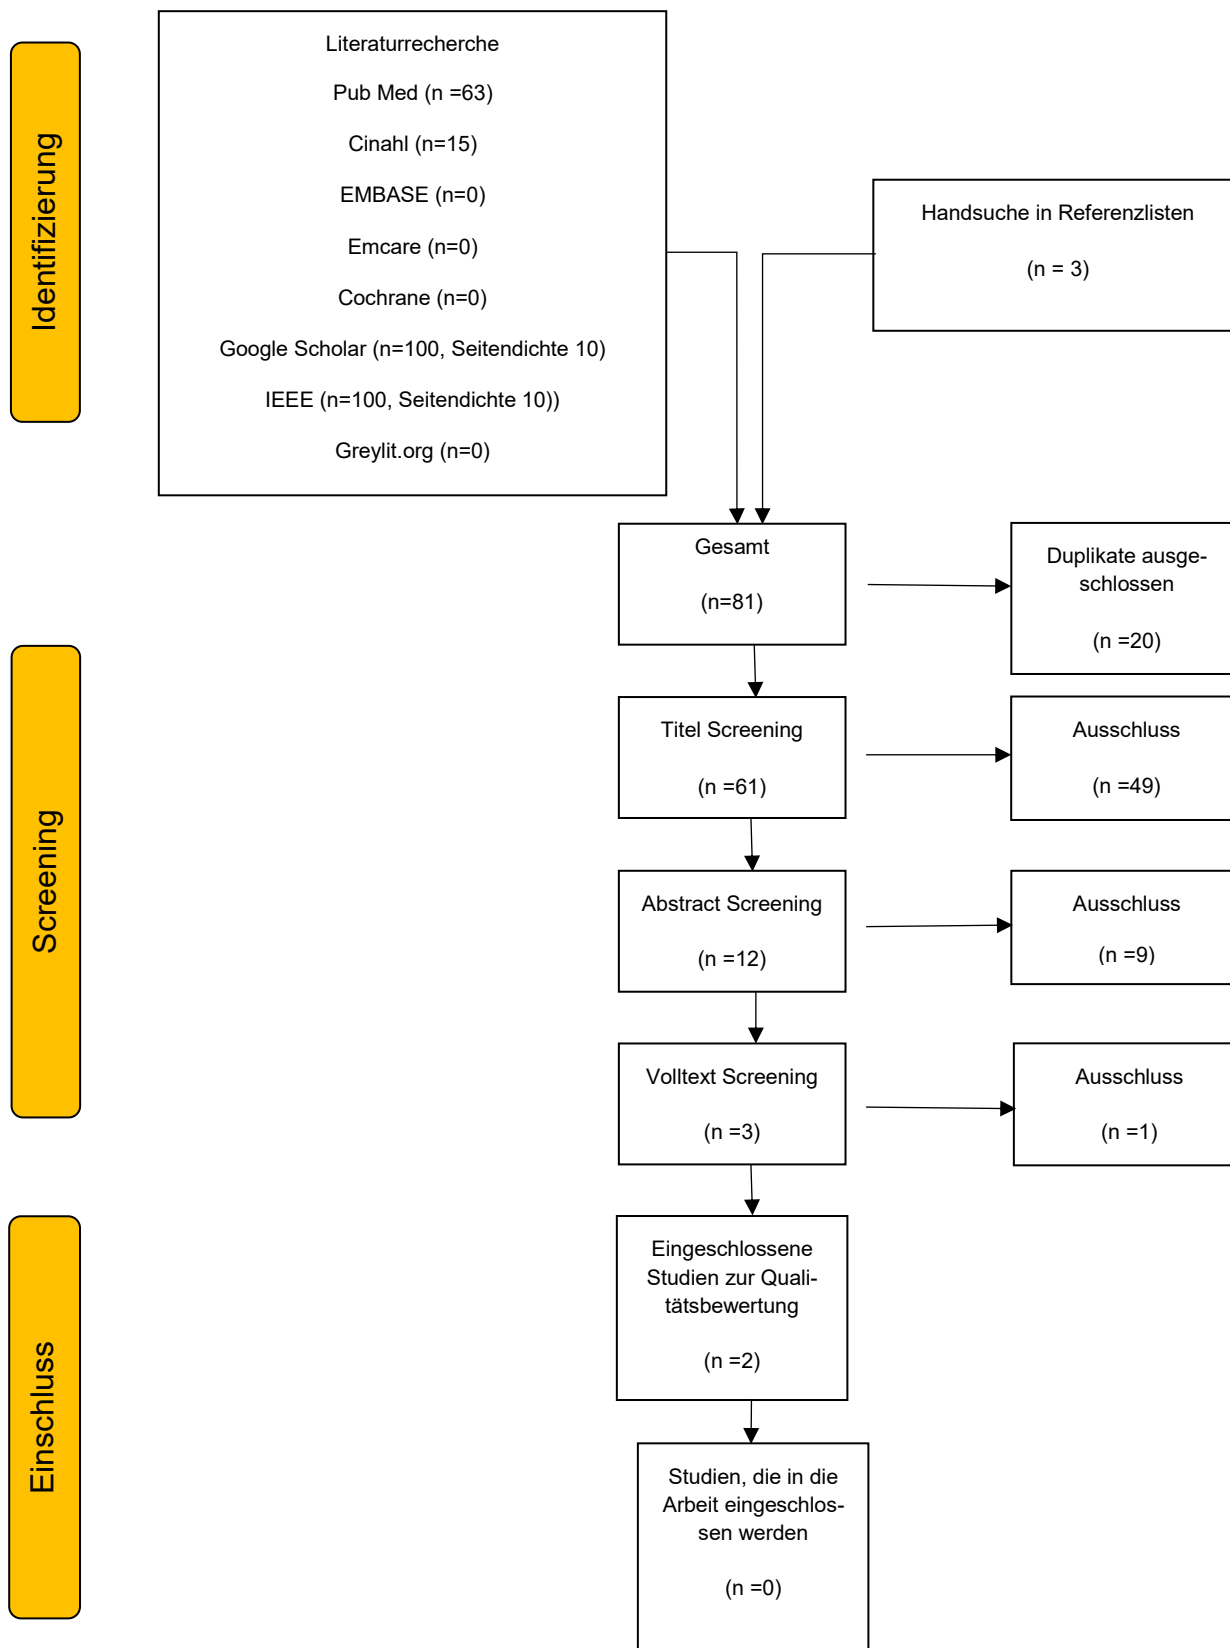 Identifizierung
Literaturrecherche
Pub Med (n =63)
Cinahl (n=15)
EMBASE (n=0)
Emcare (n=0)
Cochrane (n=0)
Google Scholar (n=100, Seitendichte 10)
IEEE (n=100, Seitendichte 10))
Greylit.org (n=0)
Handsuche in Referenzlisten
(n = 3)
Gesamt
(n=81)
Duplikate ausge-
schlossen
(n =20)
Screening
Titel Screening
(n =61)
Ausschluss
(n =49)
Abstract Screening
(n =12)
Ausschluss
(n =9)
Volltext Screening
(n =3)
Ausschluss
(n =1)
Einschluss
Eingeschlossene
Studien zur Quali-
tätsbewertung
(n =2)
Studien, die in die
Arbeit eingeschlos-
sen werden
(n =0)